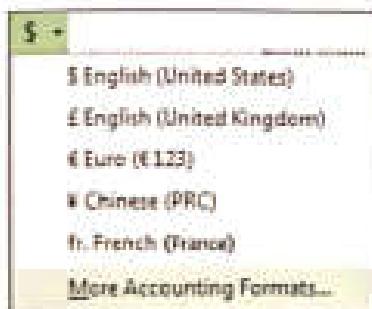 $
$ English (United States)
£ English (United Kingdom)
€ Euro (€ 123)
¥ Chinese (PRC)
fr. French (France)
More Accounting Formats...